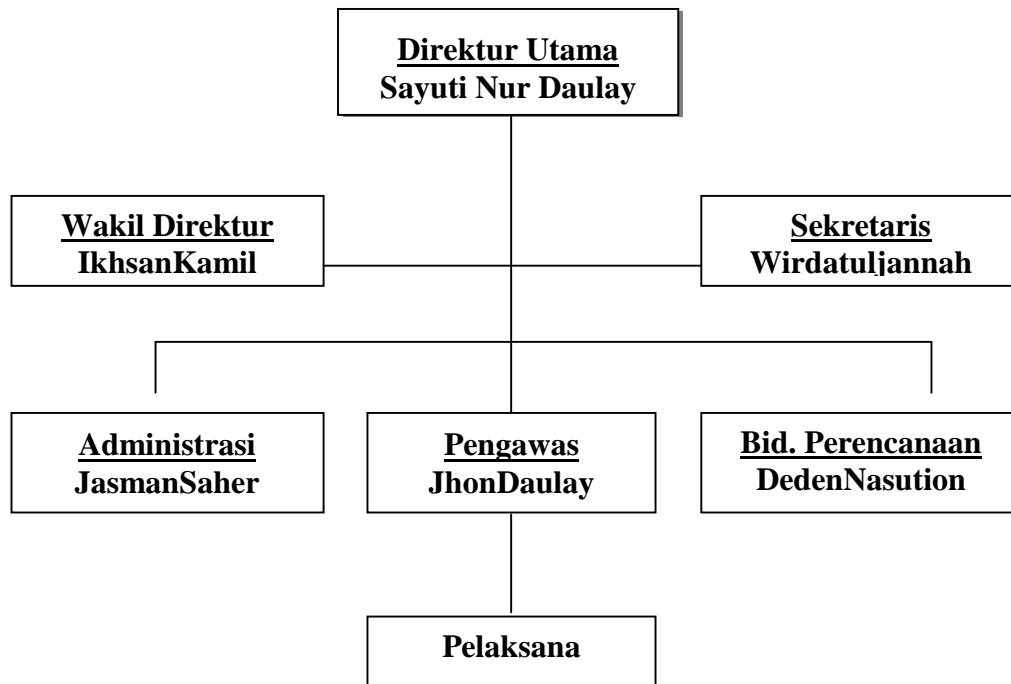 Direktur Utama
Sayuti Nur Daulay
Wakil Direktur
IkhsanKamil
Sekretaris
Wirdatuljannah
Administrasi
JasmanSaher
Pengawas
JhonDaulay
Bid. Perencanaan
DedenNasution
Pelaksana